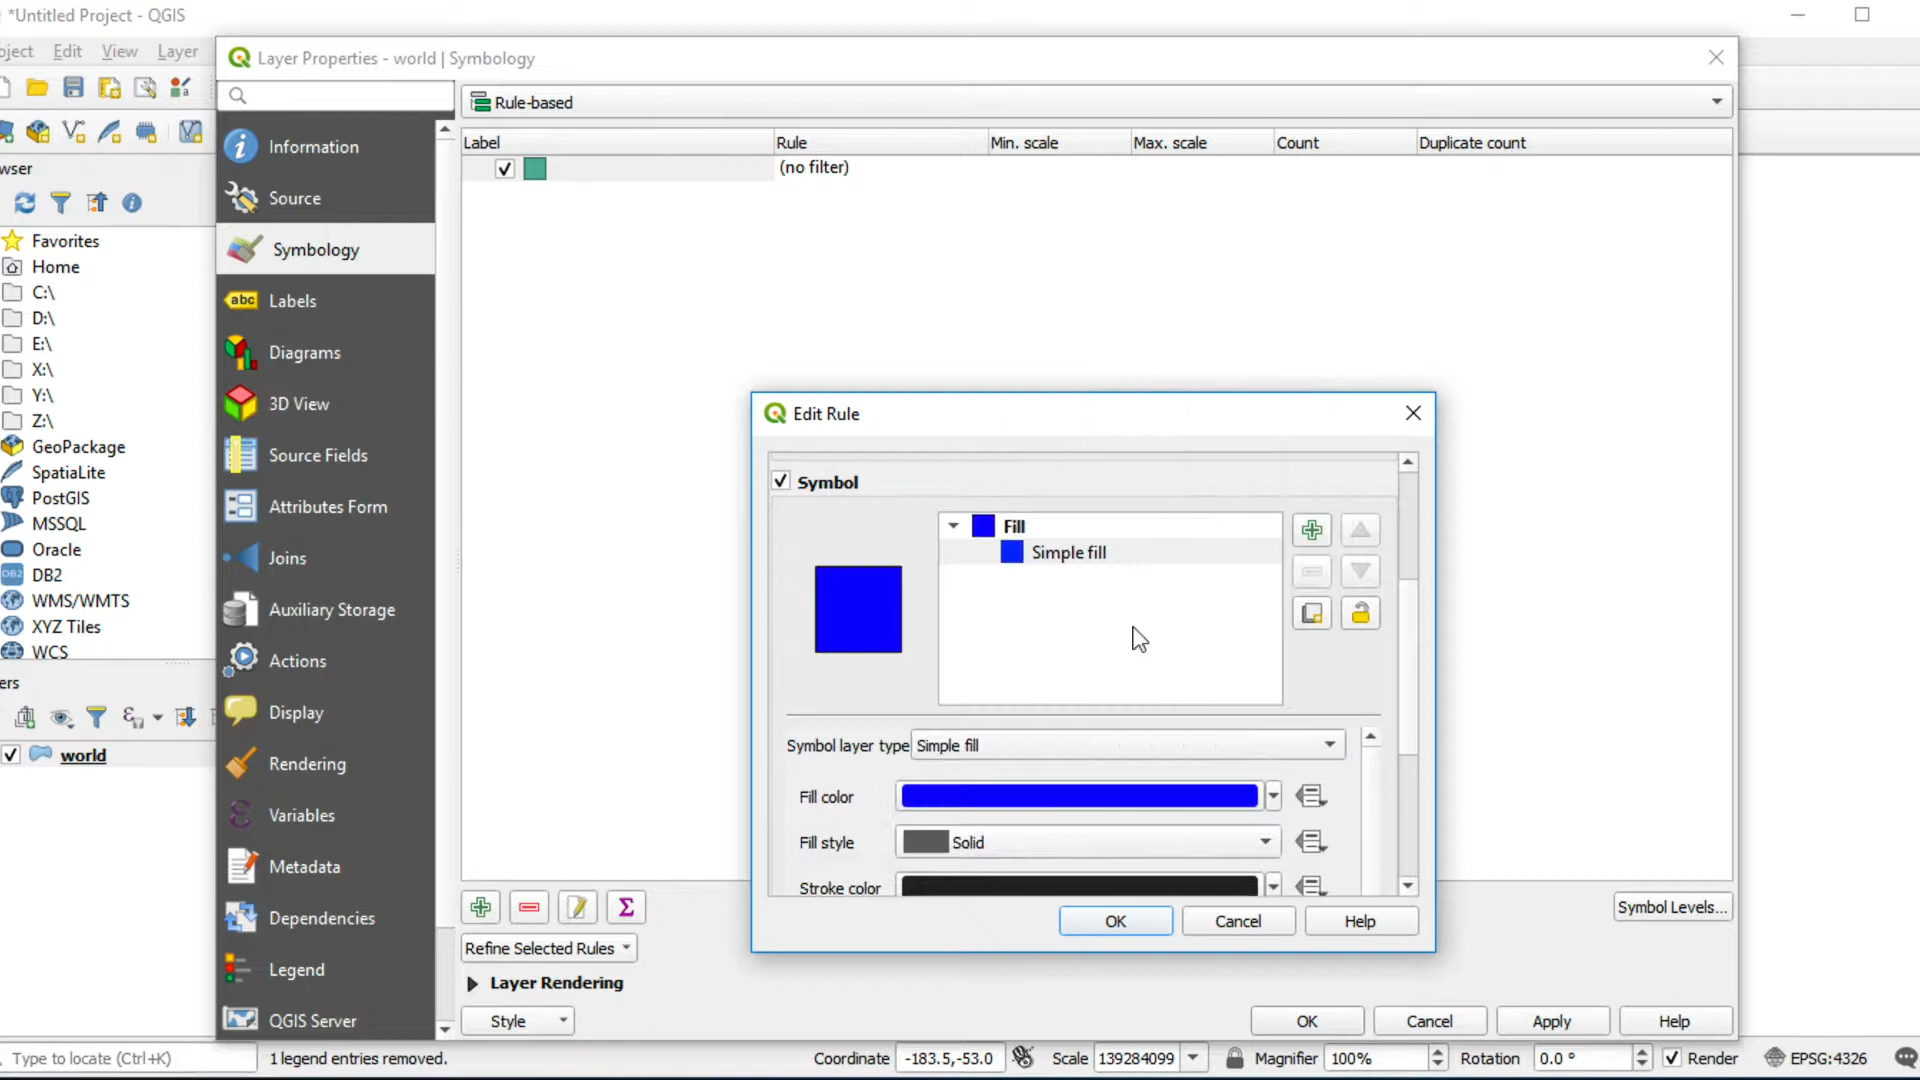 *Untitled Project - QGIS
oject Edit View Layer
Layer Properties - world | Symbology
Rule-based
Label Rule Min. scale Max. scale Count Duplicate count
(no filter)
Information
Source
Symbology
Labels
abc
Diagrams
3D View
Source Fields
Attributes Form
Joins
Auxiliary Storage
Actions
Display
Rendering
Variables
Metadata
Dependencies
Legend
QGIS Server
wser
Favorites
Home
C:\
D:\
E:\
X:\
Y:\
Z:\
GeoPackage
SpatiaLite
PostGIS
MSSQL
Oracle
DB2
DB2
WMS/WMTS
XYZ Tiles
WCS
ers
world
Edit Rule
Symbol
Fill
Simple fill
Symbol layer type Simple fill
Fill color
Fill style Solid
Stroke color
OK Cancel Help
Symbol Levels...
Refine Selected Rules
Layer Rendering
Style OK Cancel Apply Help
Type to locate (Ctrl+K) 1 legend entries removed. Coordinate -183.5,-53.0 Scale 139284099 Magnifier 100% Rotation 0.0 ° Render EPSG:4326